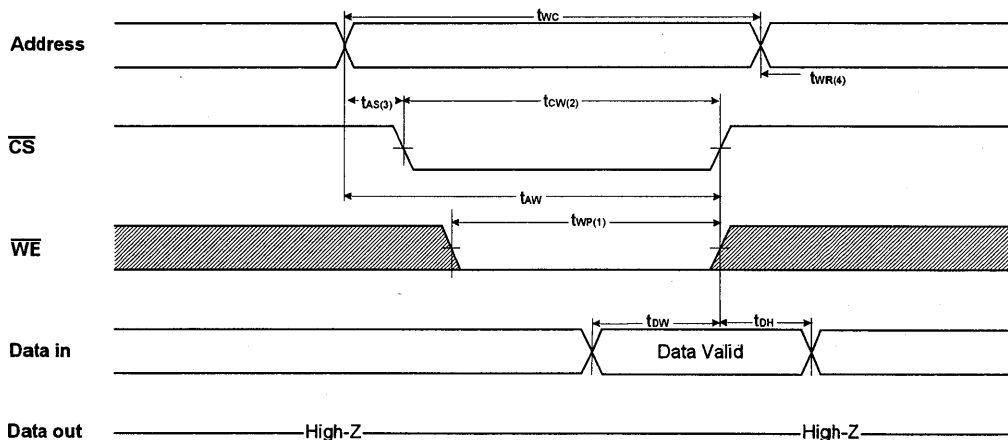 tWC
Address
tWR(4)
tAS(3) tCW(2)
CS
tAW
tWP(1)
WE
tDW tDH
Data in Data Valid
Data out High-Z High-Z